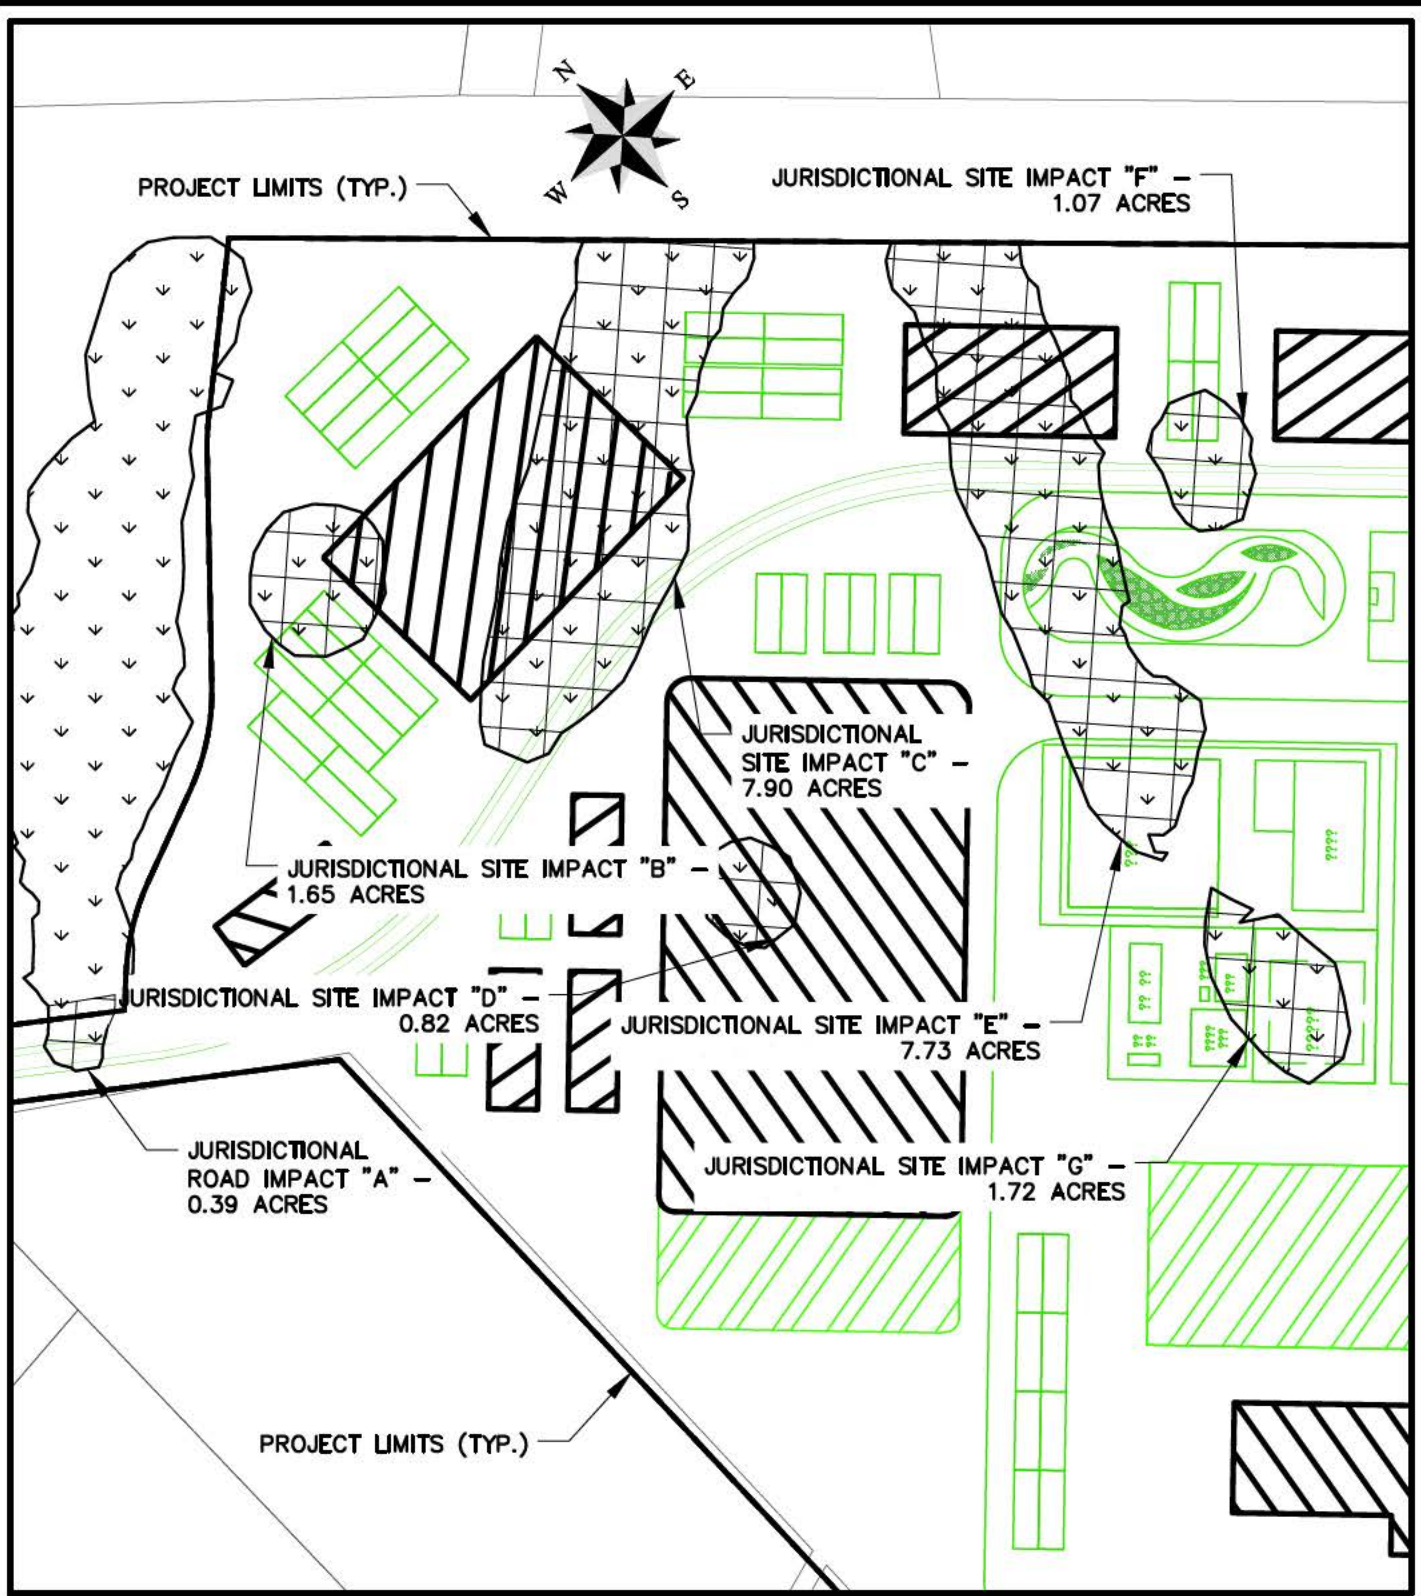 N
E
W
S
PROJECT LIMITS (TYP.)
JURISDICTIONAL SITE IMPACT "F" –
1.07 ACRES
JURISDICTIONAL
SITE IMPACT "C" –
7.90 ACRES
JURISDICTIONAL SITE IMPACT "B" –
1.65 ACRES
JURISDICTIONAL SITE IMPACT "D" –
0.82 ACRES
JURISDICTIONAL SITE IMPACT "E" –
7.73 ACRES
JURISDICTIONAL
ROAD IMPACT "A" –
0.39 ACRES
JURISDICTIONAL SITE IMPACT "G" –
1.72 ACRES
PROJECT LIMITS (TYP.)
????
?? ??
??
??
???
???
????
???